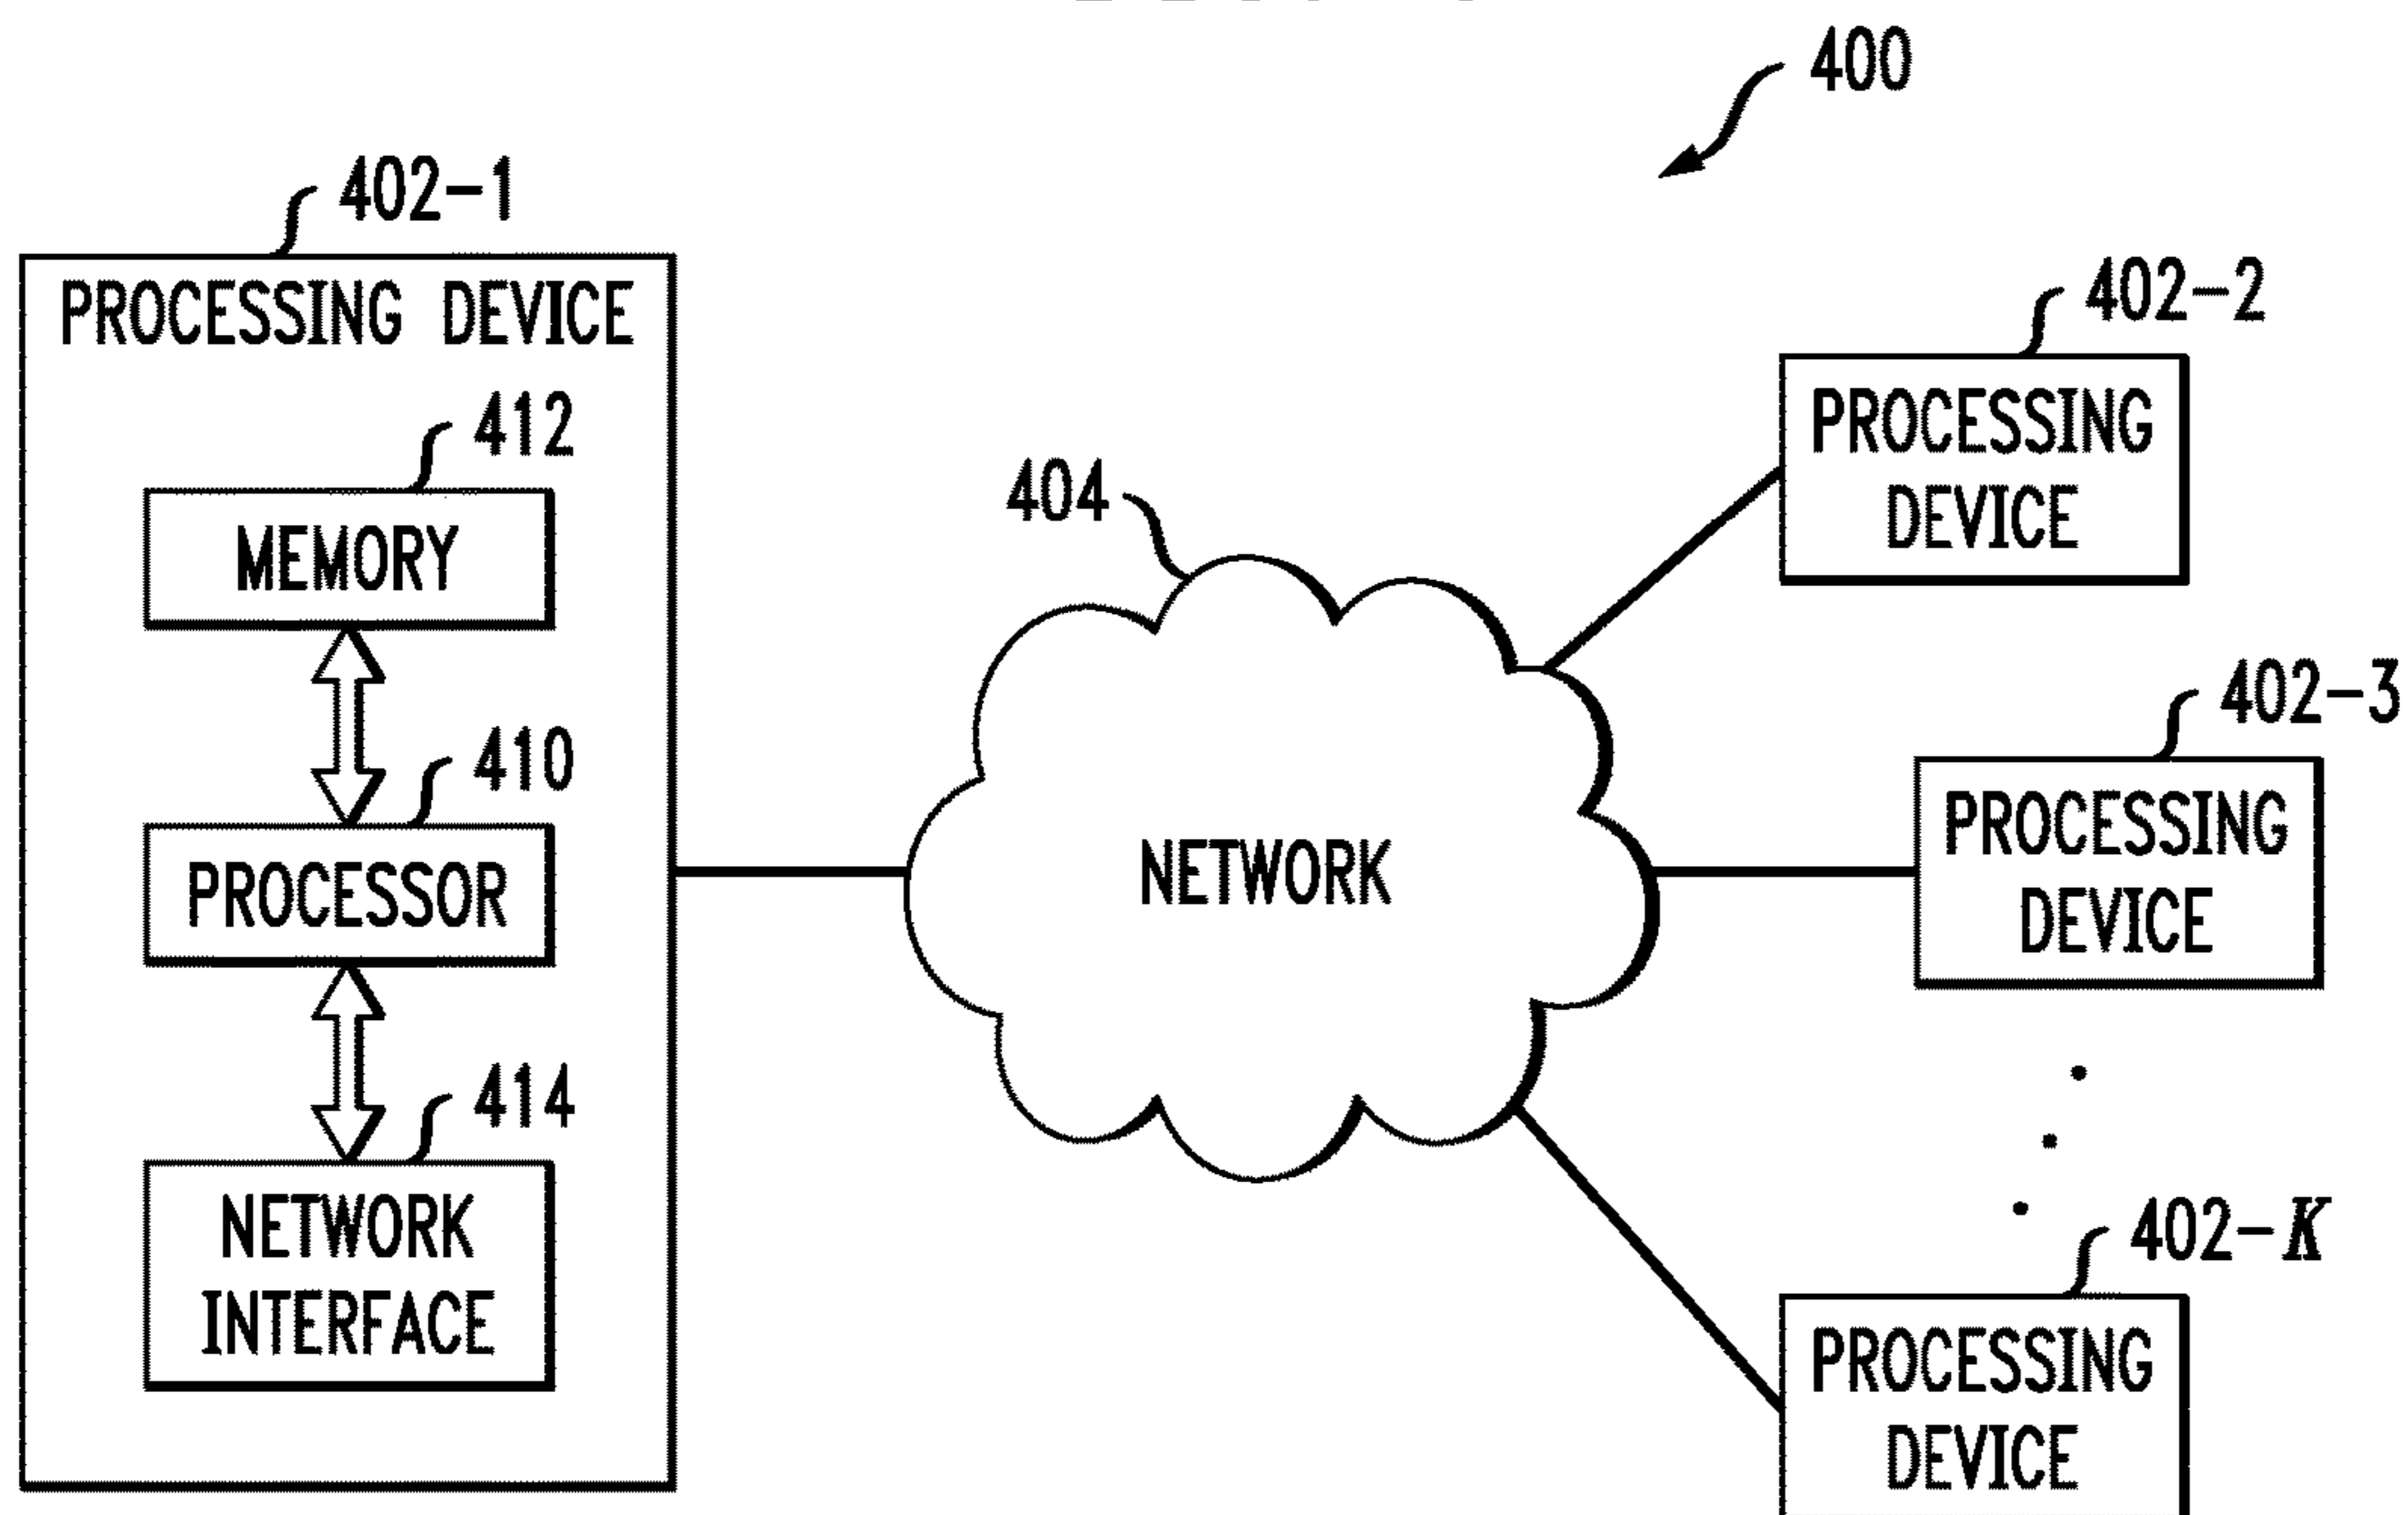 400
402-1
PROCESSING DEVICE
412
MEMORY
410
PROCESSOR
414
NETWORK
INTERFACE
404
NETWORK
402-2
PROCESSING
DEVICE
402-3
PROCESSING
DEVICE
402-K
PROCESSING
DEVICE